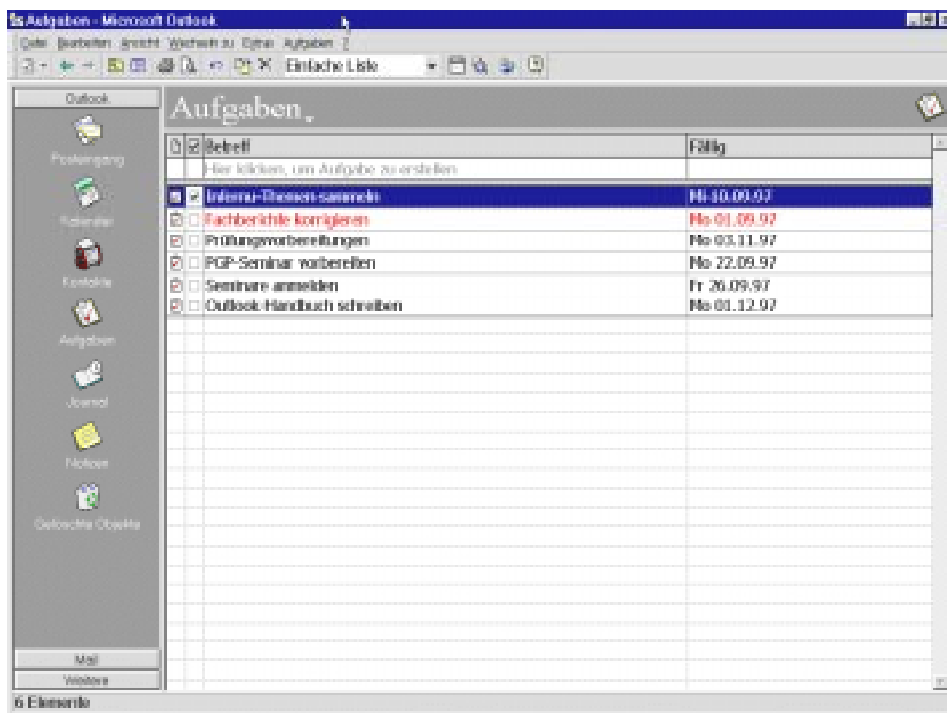 Aufgaben - Microsoft Outlook
Datei Bearbeiten Ansicht Wechseln zu Extras Aufgaben ?
Einfache Liste
Outlook
Aufgaben
Posteingang
Kalender
Kontakte
Aufgaben
Journal
Notizen
Gelöschte Objekte
Mail
Weitere
Betreff Fällig
Hier klicken, um Aufgabe zu erstellen
Internu-Themen sammeln Mi 10.09.97
Fachberichte korrigieren Mo 01.09.97
Prüfungsvorbereitungen Mo 03.11.97
PGP-Seminar vorbereiten Mo 22.09.97
Seminare anmelden Fr 26.09.97
Outlook-Handbuch schreiben Mo 01.12.97
6 Elemente